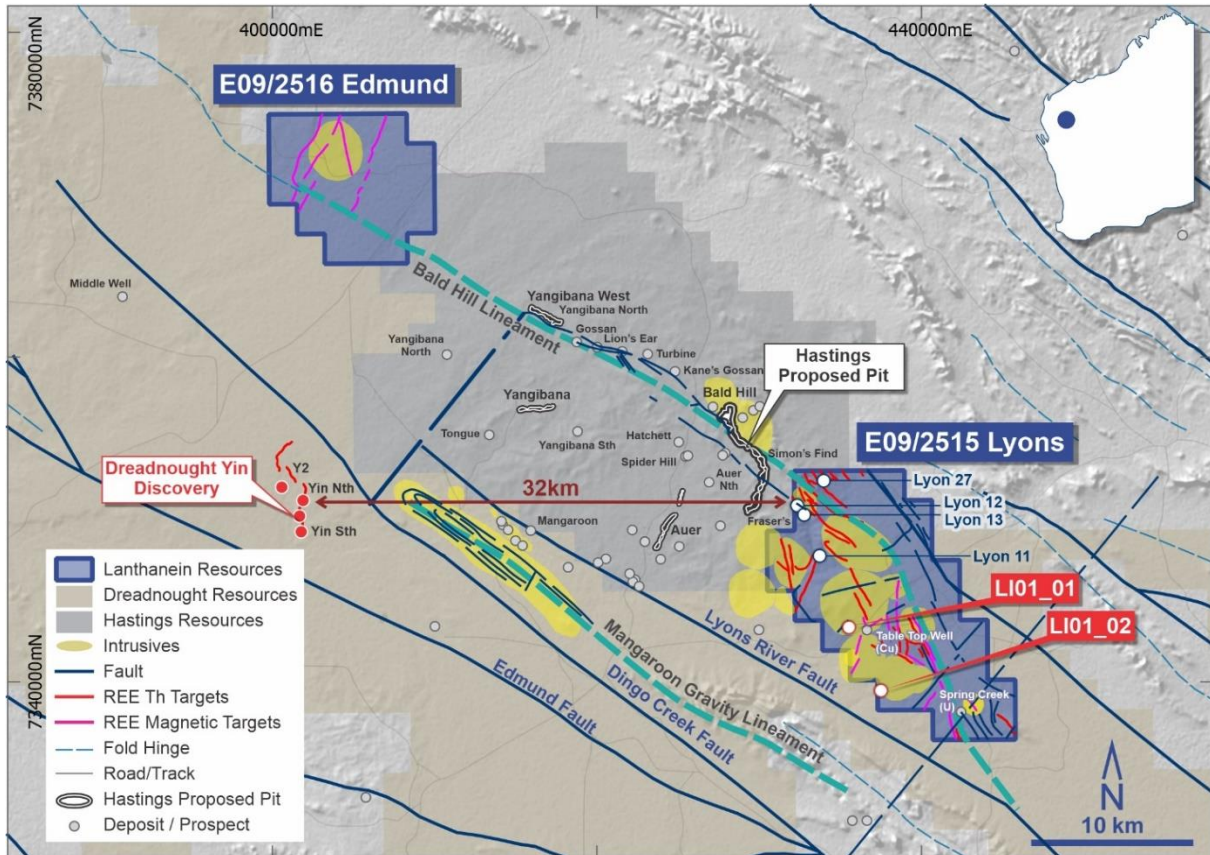 400000mE
440000mE
7380000mN
7340000mN
E09/2516 Edmund
Middle Well
Bald Hill Lineament
Yangibana West
Yangibana North
Gossan
Lion's Ear
Turbine
Kane's Gossan
Yangibana
North
Hastings
Proposed Pit
Bald Hill
Yangibana
Tongue
Yangibana Sth
Hatchett
Spider Hill
Auer
Nth
Simon's Find
E09/2515 Lyons
Lyon 27
Lyon 12
Lyon 13
Lyon 11
Dreadnought Yin
Discovery
Y2
Yin Nth
Yin Sth
32km
Mangaroon
Auer
Fraser's
LI01_01
LI01_02
Table Top Well
(Cu)
Spring Creek
(U)
Lyons River Fault
Mangaroon Gravity Lineament
Dingo Creek Fault
Edmund Fault
Lanthanein Resources
Dreadnought Resources
Hastings Resources
Intrusives
Fault
REE Th Targets
REE Magnetic Targets
Fold Hinge
Road/Track
Hastings Proposed Pit
Deposit / Prospect
N
10 km